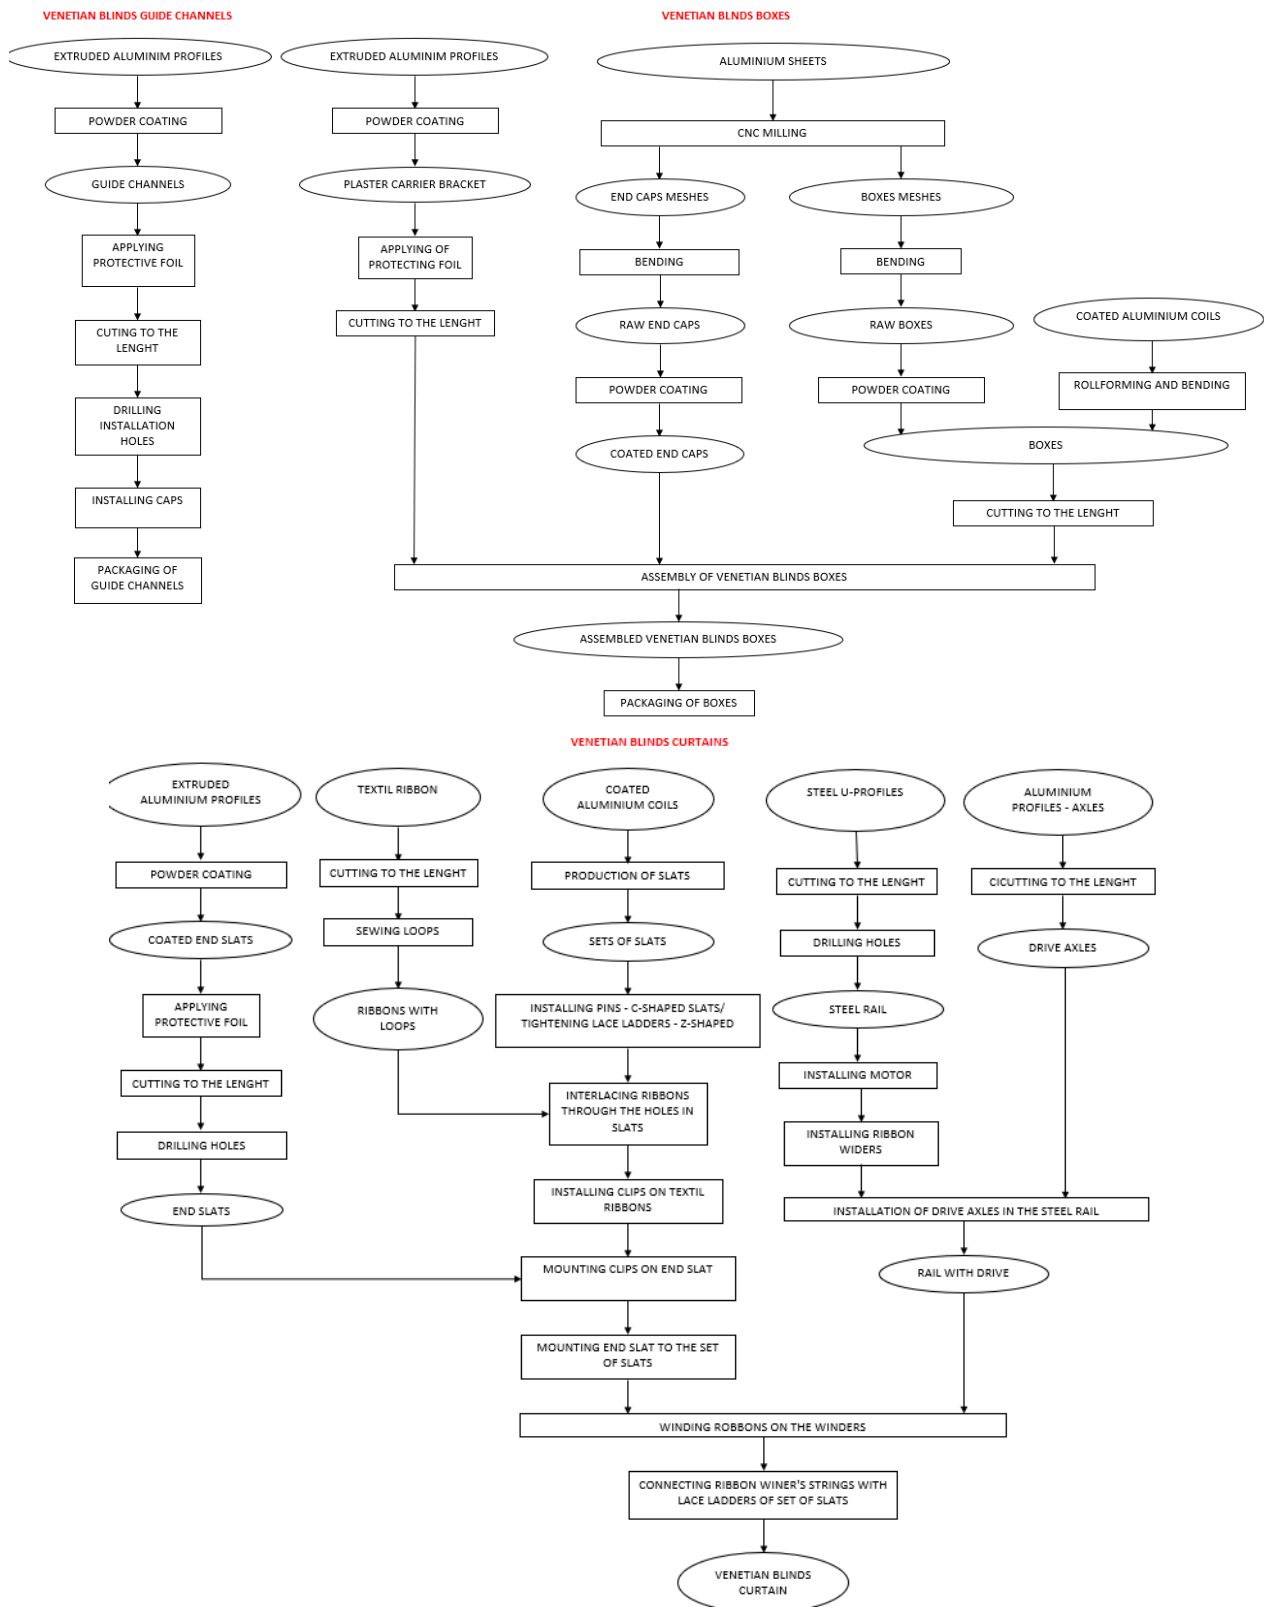 VENETIAN BLINDS GUIDE CHANNELS
EXTRUDED ALUMINIM PROFILES
POWDER COATING
GUIDE CHANNELS
APPLYING
PROTECTIVE FOIL
CUTING TO THE
LENGHT
DRILLING
INSTALLATION
HOLES
INSTALLING CAPS
PACKAGING OF
GUIDE CHANNELS
VENETIAN BLNDS BOXES
EXTRUDED ALUMINIM PROFILES
POWDER COATING
PLASTER CARRIER BRACKET
APPLYING OF
PROTECTING FOIL
CUTTING TO THE LENGHT
ALUMINIUM SHEETS
CNC MILLING
END CAPS MESHES
BENDING
RAW END CAPS
POWDER COATING
COATED END CAPS
BOXES MESHES
BENDING
RAW BOXES
POWDER COATING
COATED ALUMINIUM COILS
ROLLFORMING AND BENDING
BOXES
CUTTING TO THE LENGHT
ASSEMBLY OF VENETIAN BLINDS BOXES
ASSEMBLED VENETIAN BLINDS BOXES
PACKAGING OF BOXES
VENETIAN BLINDS CURTAINS
EXTRUDED
ALUMINIUM PROFILES
POWDER COATING
COATED END SLATS
APPLYING
PROTECTIVE FOIL
CUTTING TO THE LENGHT
DRILLING HOLES
END SLATS
TEXTIL RIBBON
CUTTING TO THE LENGHT
SEWING LOOPS
RIBBONS WITH
LOOPS
COATED
ALUMINIUM COILS
PRODUCTION OF SLATS
SETS OF SLATS
INSTALLING PINS - C-SHAPED SLATS/
TIGHTENING LACE LADDERS - Z-SHAPED
INTERLACING RIBBONS
THROUGH THE HOLES IN
SLATS
INSTALLING CLIPS ON TEXTIL
RIBBONS
MOUNTING CLIPS ON END SLAT
MOUNTING END SLAT TO THE SET
OF SLATS
STEEL U-PROFILES
CUTTING TO THE LENGHT
DRILLING HOLES
STEEL RAIL
INSTALLING MOTOR
INSTALLING RIBBON
WIDERS
ALUMINIUM
PROFILES - AXLES
CICUTTING TO THE LENGHT
DRIVE AXLES
INSTALLATION OF DRIVE AXLES IN THE STEEL RAIL
RAIL WITH DRIVE
WINDING ROBBONS ON THE WINDERS
CONNECTING RIBBON WINER'S STRINGS WITH
LACE LADDERS OF SET OF SLATS
VENETIAN BLINDS
CURTAIN